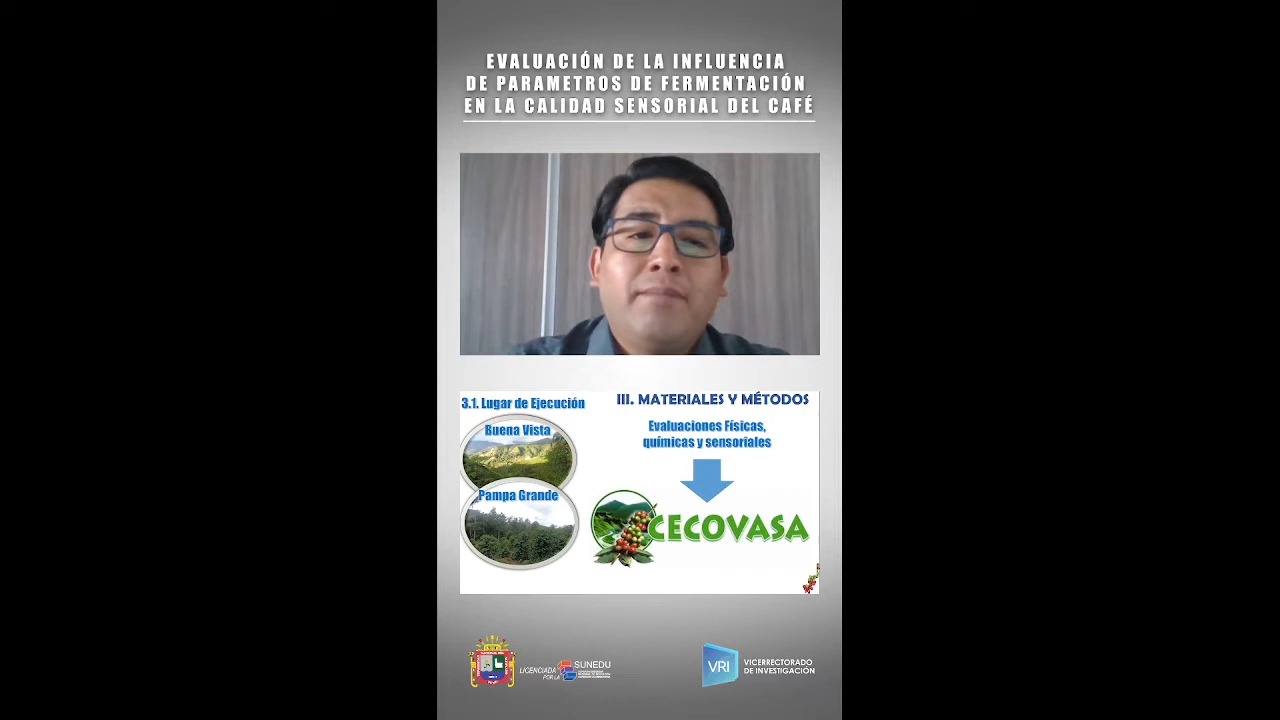 EVALUACIÓN DE LA INFLUENCIA
DE PARAMETROS DE FERMENTACIÓN
EN LA CALIDAD SENSORIAL DEL CAFÉ
3.1. Lugar de Ejecución
Buena Vista
Pampa Grande
III. MATERIALES Y MÉTODOS
Evaluaciones Físicas,
químicas y sensoriales
CECOVASA
LICENCIADA
POR LA
SUNEDU
VRI
VICERRECTORADO
DE INVESTIGACIÓN